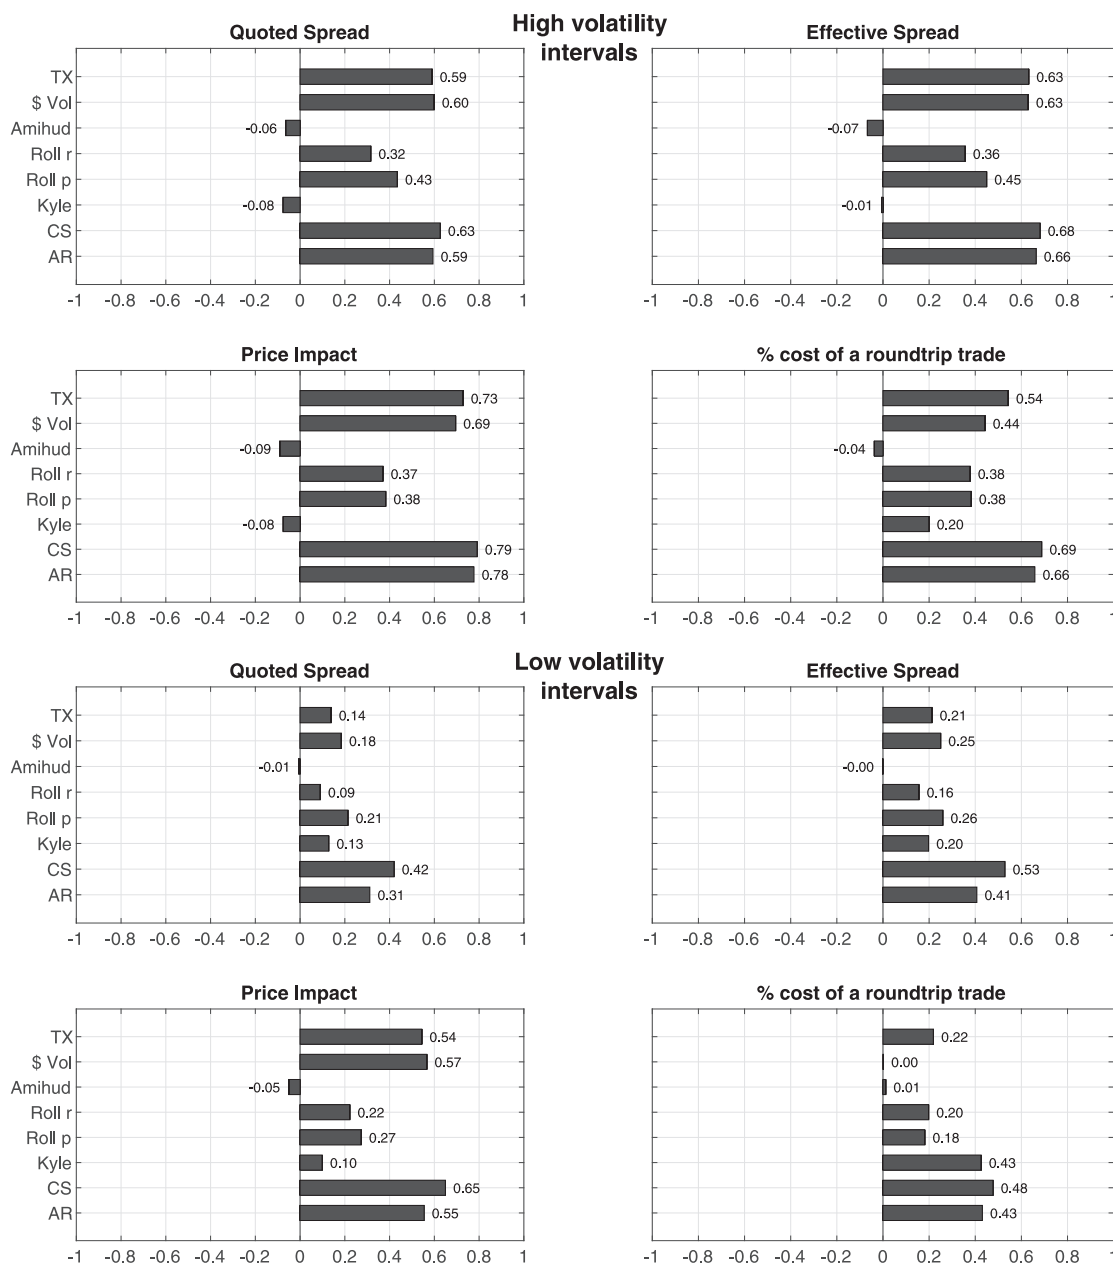 High volatility
intervals
Quoted Spread
TX
0.59
$ Vol
0.60
Amihud
-0.06
Roll r
0.32
Roll p
0.43
Kyle
-0.08
CS
0.63
AR
0.59
-1 -0.8 -0.6 -0.4 -0.2 0 0.2 0.4 0.6 0.8 1
Effective Spread
0.63
0.63
-0.07
0.36
0.45
-0.01
0.68
0.66
-1 -0.8 -0.6 -0.4 -0.2 0 0.2 0.4 0.6 0.8 1
Price Impact
TX
0.73
$ Vol
0.69
Amihud
-0.09
Roll r
0.37
Roll p
0.38
Kyle
-0.08
CS
0.79
AR
0.78
-1 -0.8 -0.6 -0.4 -0.2 0 0.2 0.4 0.6 0.8 1
% cost of a roundtrip trade
0.54
0.44
-0.04
0.38
0.38
0.20
0.69
0.66
-1 -0.8 -0.6 -0.4 -0.2 0 0.2 0.4 0.6 0.8 1
Low volatility
intervals
Quoted Spread
TX
0.14
$ Vol
0.18
Amihud
-0.01
Roll r
0.09
Roll p
0.21
Kyle
0.13
CS
0.42
AR
0.31
-1 -0.8 -0.6 -0.4 -0.2 0 0.2 0.4 0.6 0.8 1
Effective Spread
0.21
0.25
-0.00
0.16
0.26
0.20
0.53
0.41
-1 -0.8 -0.6 -0.4 -0.2 0 0.2 0.4 0.6 0.8 1
Price Impact
TX
0.54
$ Vol
0.57
Amihud
-0.05
Roll r
0.22
Roll p
0.27
Kyle
0.10
CS
0.65
AR
0.55
-1 -0.8 -0.6 -0.4 -0.2 0 0.2 0.4 0.6 0.8 1
% cost of a roundtrip trade
0.22
0.00
0.01
0.20
0.18
0.43
0.48
0.43
-1 -0.8 -0.6 -0.4 -0.2 0 0.2 0.4 0.6 0.8 1